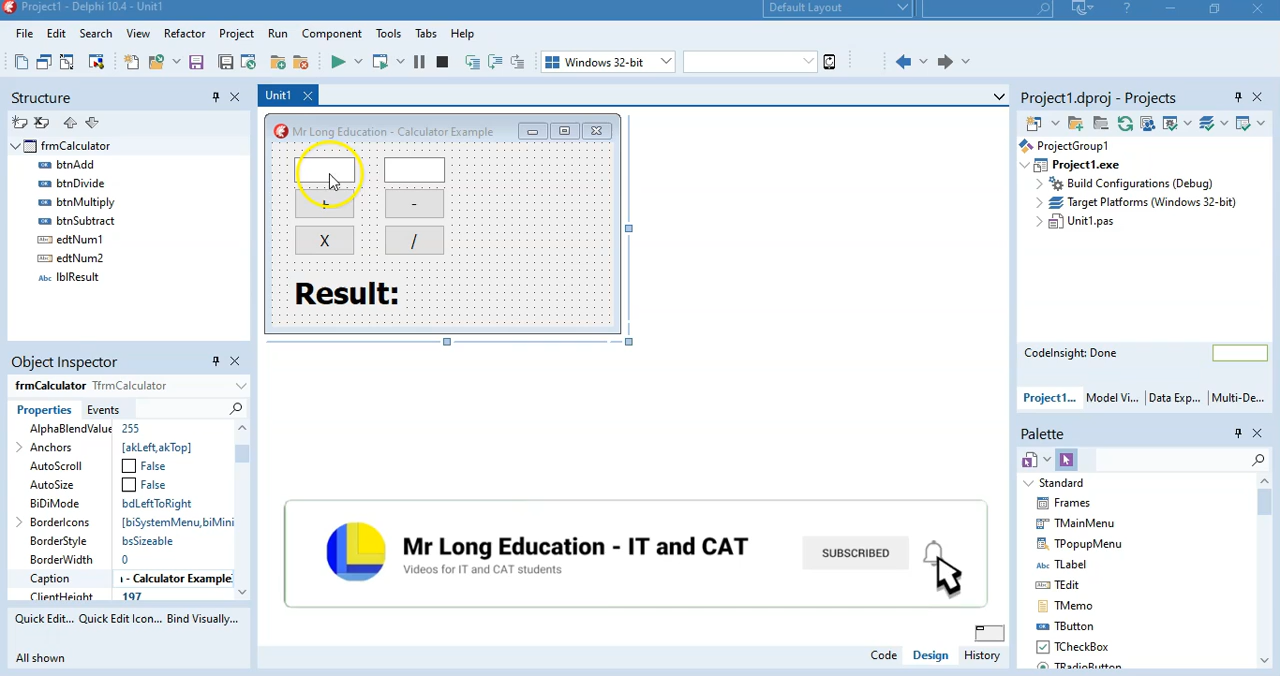 Project1 - Delphi 10.4 - Unit1
Default Layout
?
File Edit Search View Refactor Project Run Component Tools Tabs Help
Windows 32-bit
Structure
frmCalculator
btnAdd
btnDivide
btnMultiply
btnSubtract
edtNum1
edtNum2
Abc lblResult
Object Inspector
frmCalculator TfrmCalculator
Properties Events
AlphaBlendValue 255
Anchors [akLeft,akTop]
AutoScroll False
AutoSize False
BiDiMode bdLeftToRight
BorderIcons [biSystemMenu,biMini
BorderStyle bsSizeable
BorderWidth 0
Caption - Calculator Example
ClientHeight 197
Quick Edit... Quick Edit Icon... Bind Visually...
All shown
Unit1
Mr Long Education - Calculator Example
+ -
X /
Result:
Mr Long Education - IT and CAT
Videos for IT and CAT students
SUBSCRIBED
Code Design History
Project1.dproj - Projects
ProjectGroup1
Project1.exe
Build Configurations (Debug)
Target Platforms (Windows 32-bit)
Unit1.pas
CodeInsight: Done
Project1... Model Vi... Data Exp... Multi-De...
Palette
Standard
Frames
TMainMenu
TPopupMenu
Abc TLabel
TEdit
TMemo
TButton
TCheckBox
TRadioButton